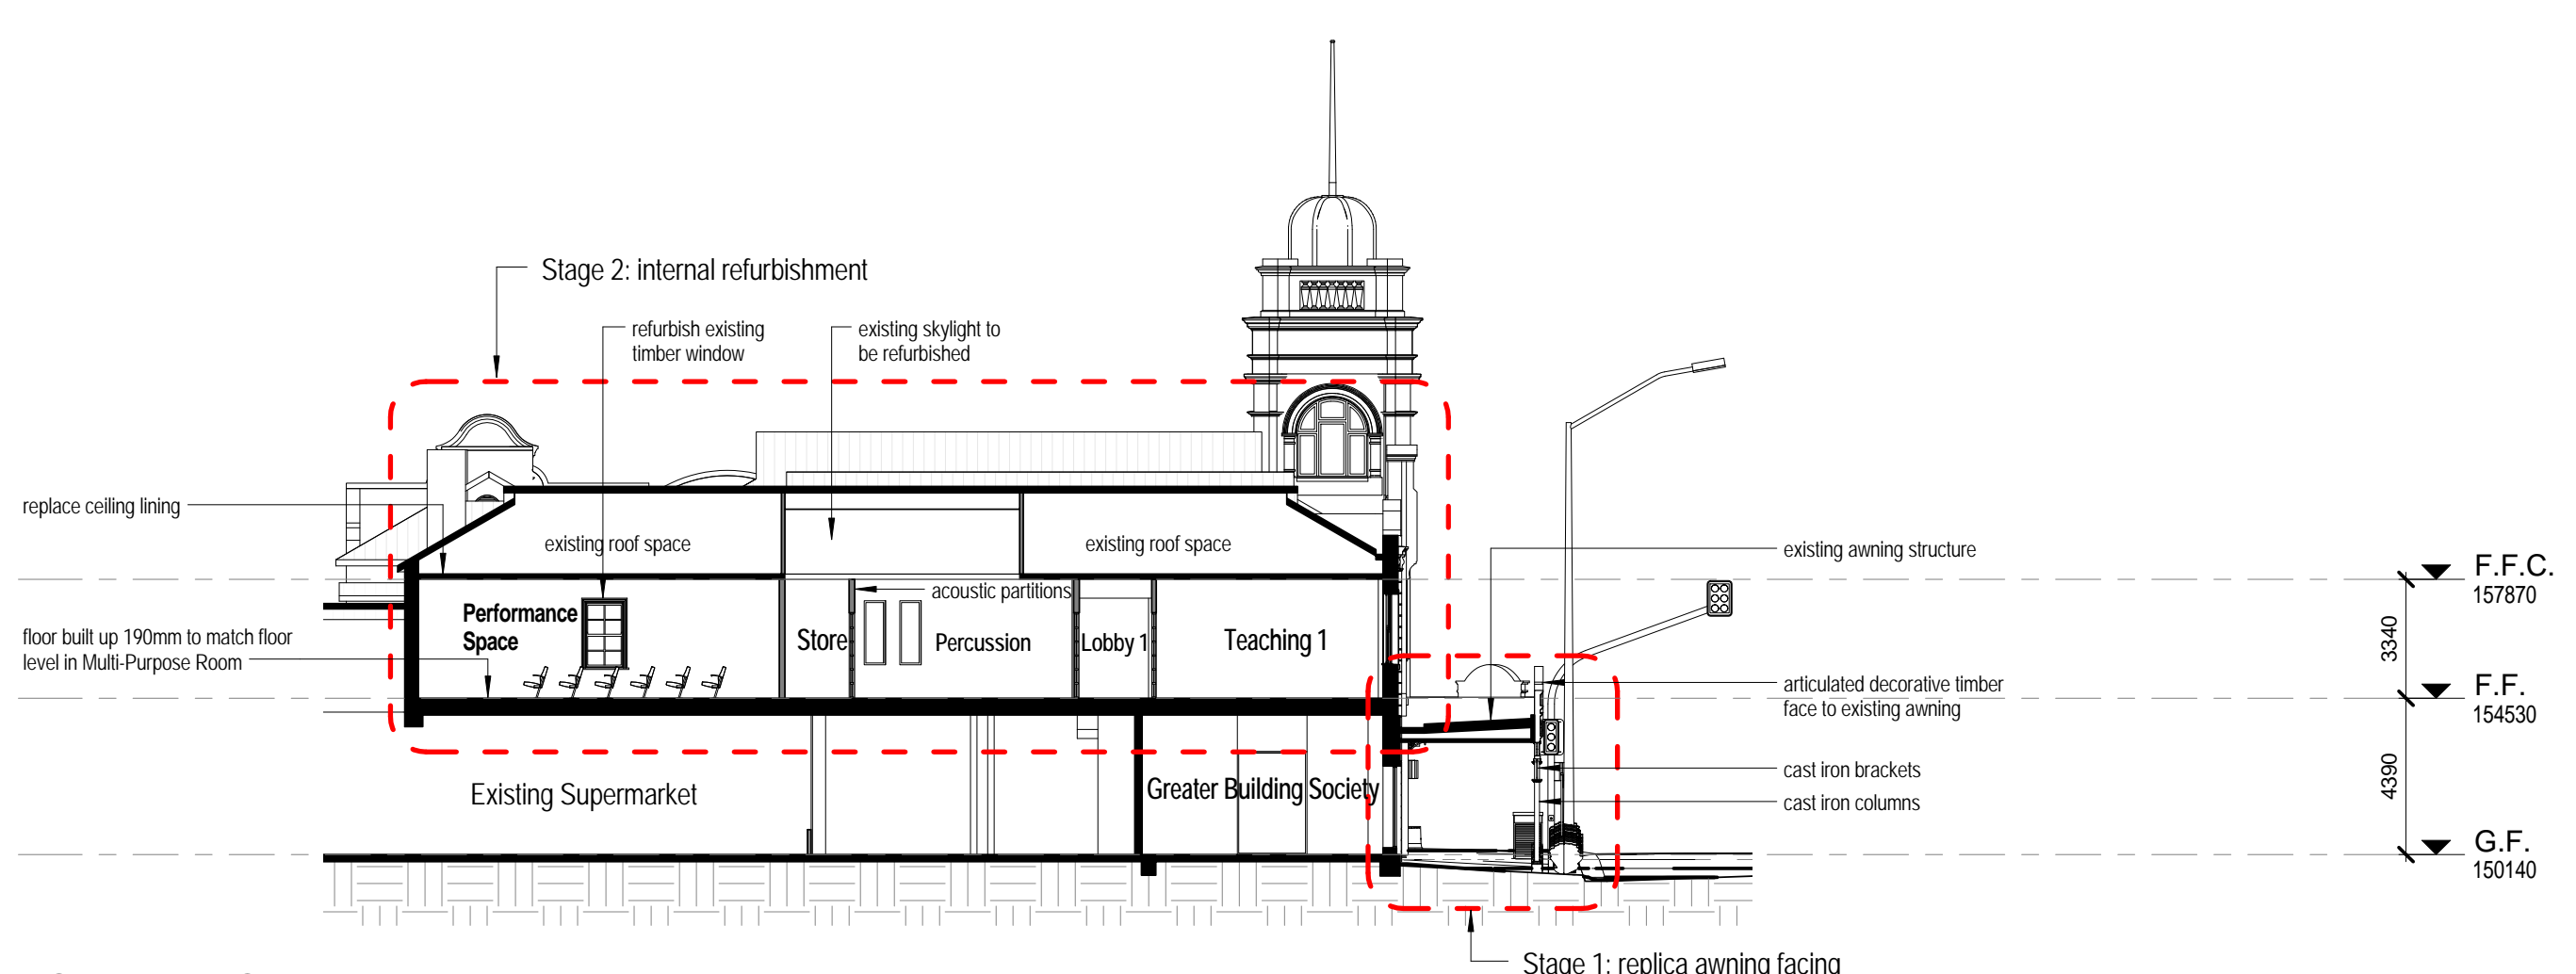 Stage 2: internal refurbishment
refurbish existing
timber window
existing skylight to
be refurbished
replace ceiling lining
existing roof space
existing roof space
existing awning structure
F.F.C.
157870
acoustic partitions
Performance
Space
Store
Percussion
Lobby 1
Teaching 1
floor built up 190mm to match floor
level in Multi-Purpose Room
3340
articulated decorative timber
face to existing awning
F.F.
154530
Existing Supermarket
Greater Building Society
cast iron brackets
cast iron columns
4390
G.F.
150140
Stage 1: replica awning facing